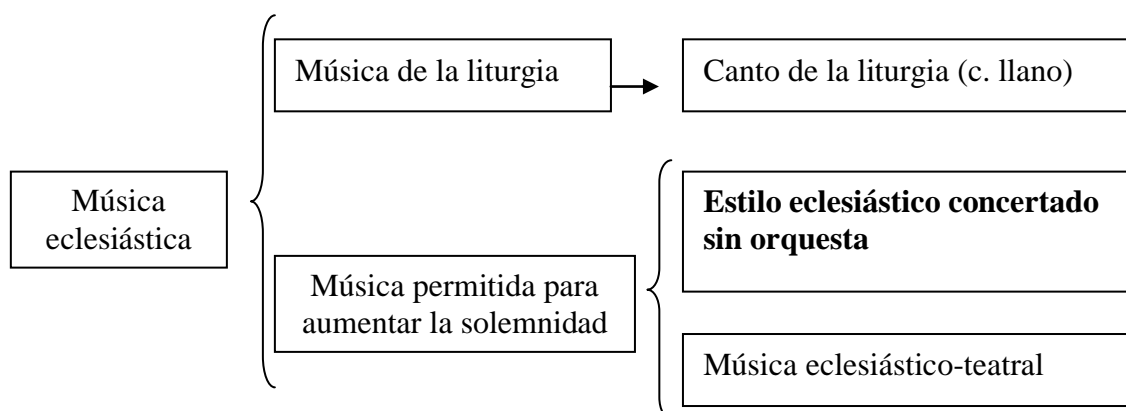 Música de la liturgia
Canto de la liturgia (c. llano)
Música
eclesiástica
Estilo eclesiástico concertado
sin orquesta
Música permitida para
aumentar la solemnidad
Música eclesiástico-teatral